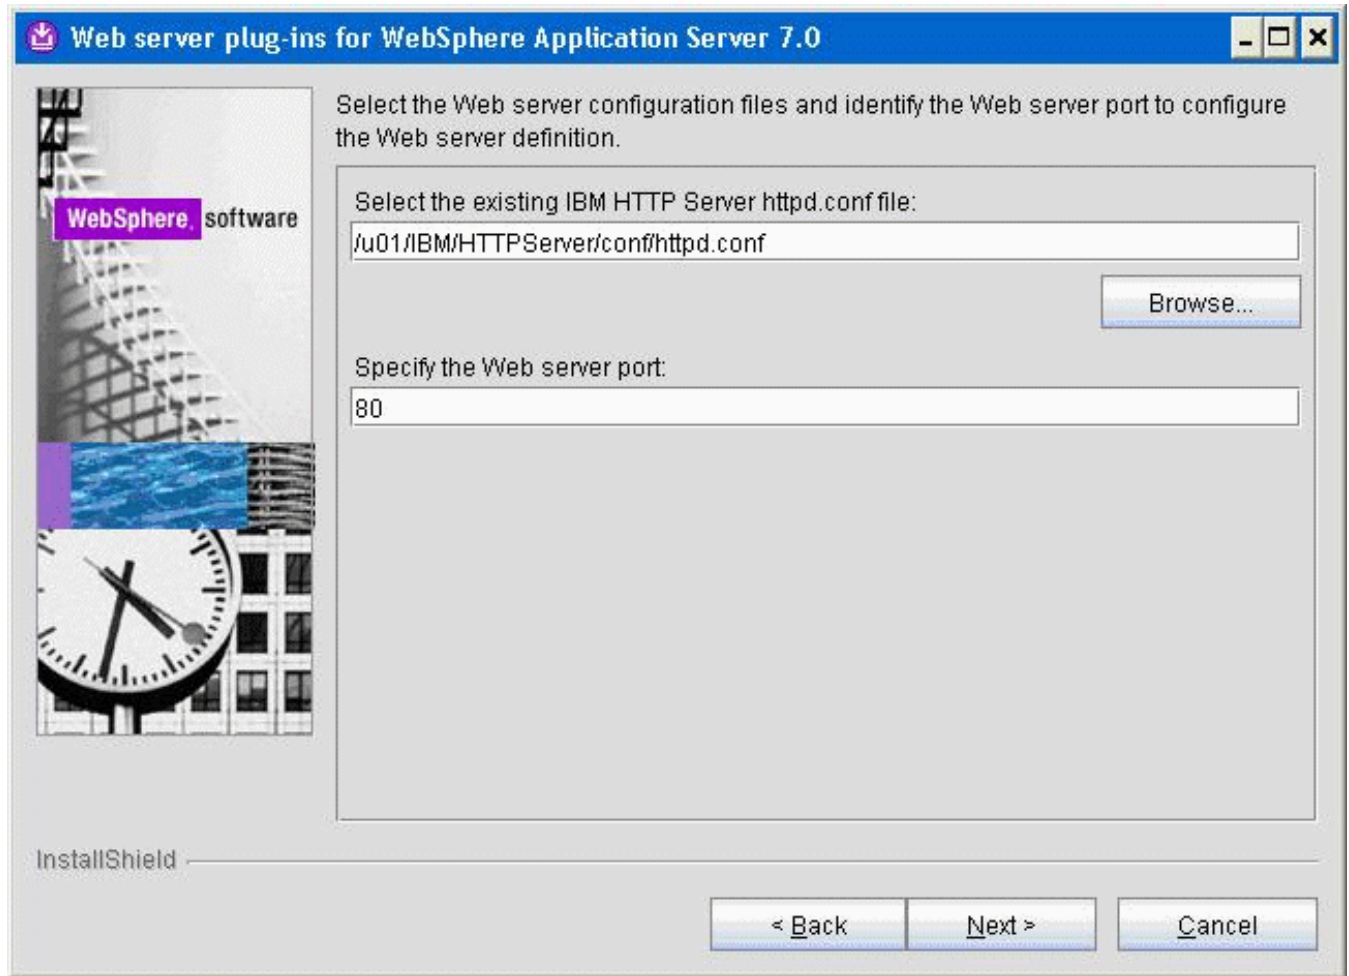 Web server plug-ins for WebSphere Application Server 7.0
Select the Web server configuration files and identify the Web server port to configure
the Web server definition.
WebSphere. software
Select the existing IBM HTTP Server httpd.conf file:
/u01/IBM/HTTPServer/conf/httpd.conf
Browse...
Specify the Web server port:
80
InstallShield
< Back
Next >
Cancel